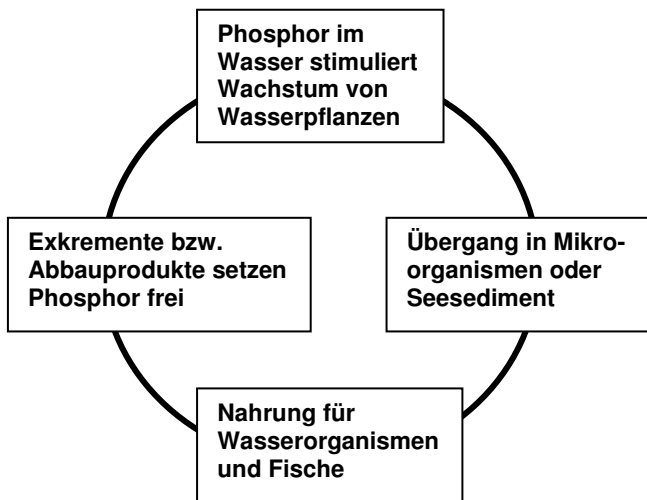 Phosphor im
Wasser stimuliert
Wachstum von
Wasserpflanzen
Exkremente bzw.
Abbauprodukte setzen
Phosphor frei
Übergang in Mikro-
organismen oder
Seesediment
Nahrung für
Wasserorganismen
und Fische